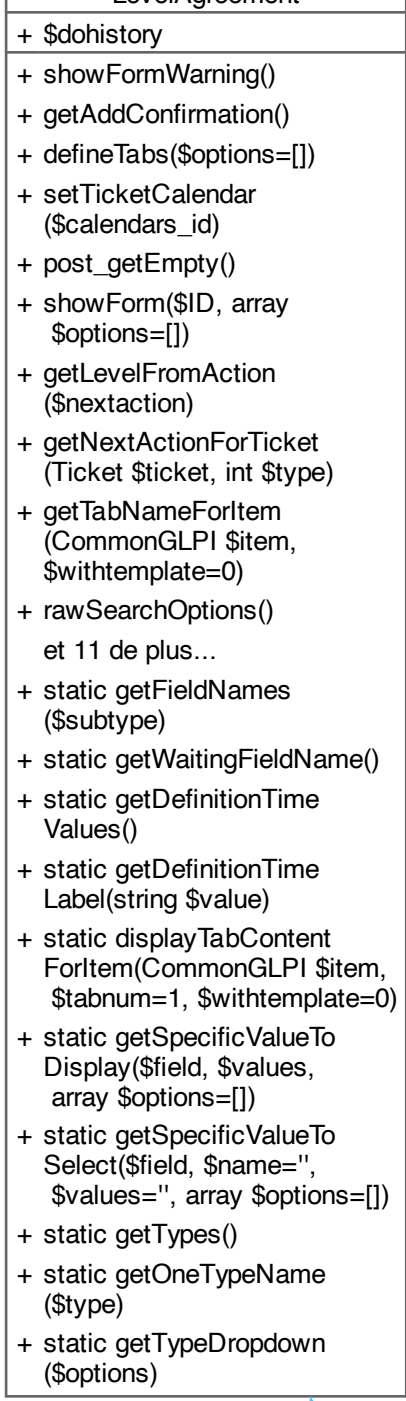 LevelAgreement
+ $dohistory
+ showFormWarning()
+ getAddConfirmation()
+ defineTabs($options=[])
+ setTicketCalendar
($calendars_id)
+ post_getEmpty()
+ showForm($ID, array
$options=[])
+ getLevelFromAction
($nextaction)
+ getNextActionForTicket
(Ticket $ticket, int $type)
+ getTabNameForItem
(CommonGLPI $item,
$withtemplate=0)
+ rawSearchOptions()
et 11 de plus...
+ static getFieldNames
($subtype)
+ static getWaitingFieldName()
+ static getDefinitionTime
Values()
+ static getDefinitionTime
Label(string $value)
+ static displayTabContent
ForItem(CommonGLPI $item,
$tabnum=1, $withtemplate=0)
+ static getSpecificValueTo
Display($field, $values,
array $options=[])
+ static getSpecificValueTo
Select($field, $name='',
$values='', array $options=[])
+ static getTypes()
+ static getOneTypeName
($type)
+ static getTypeDropdown
($options)